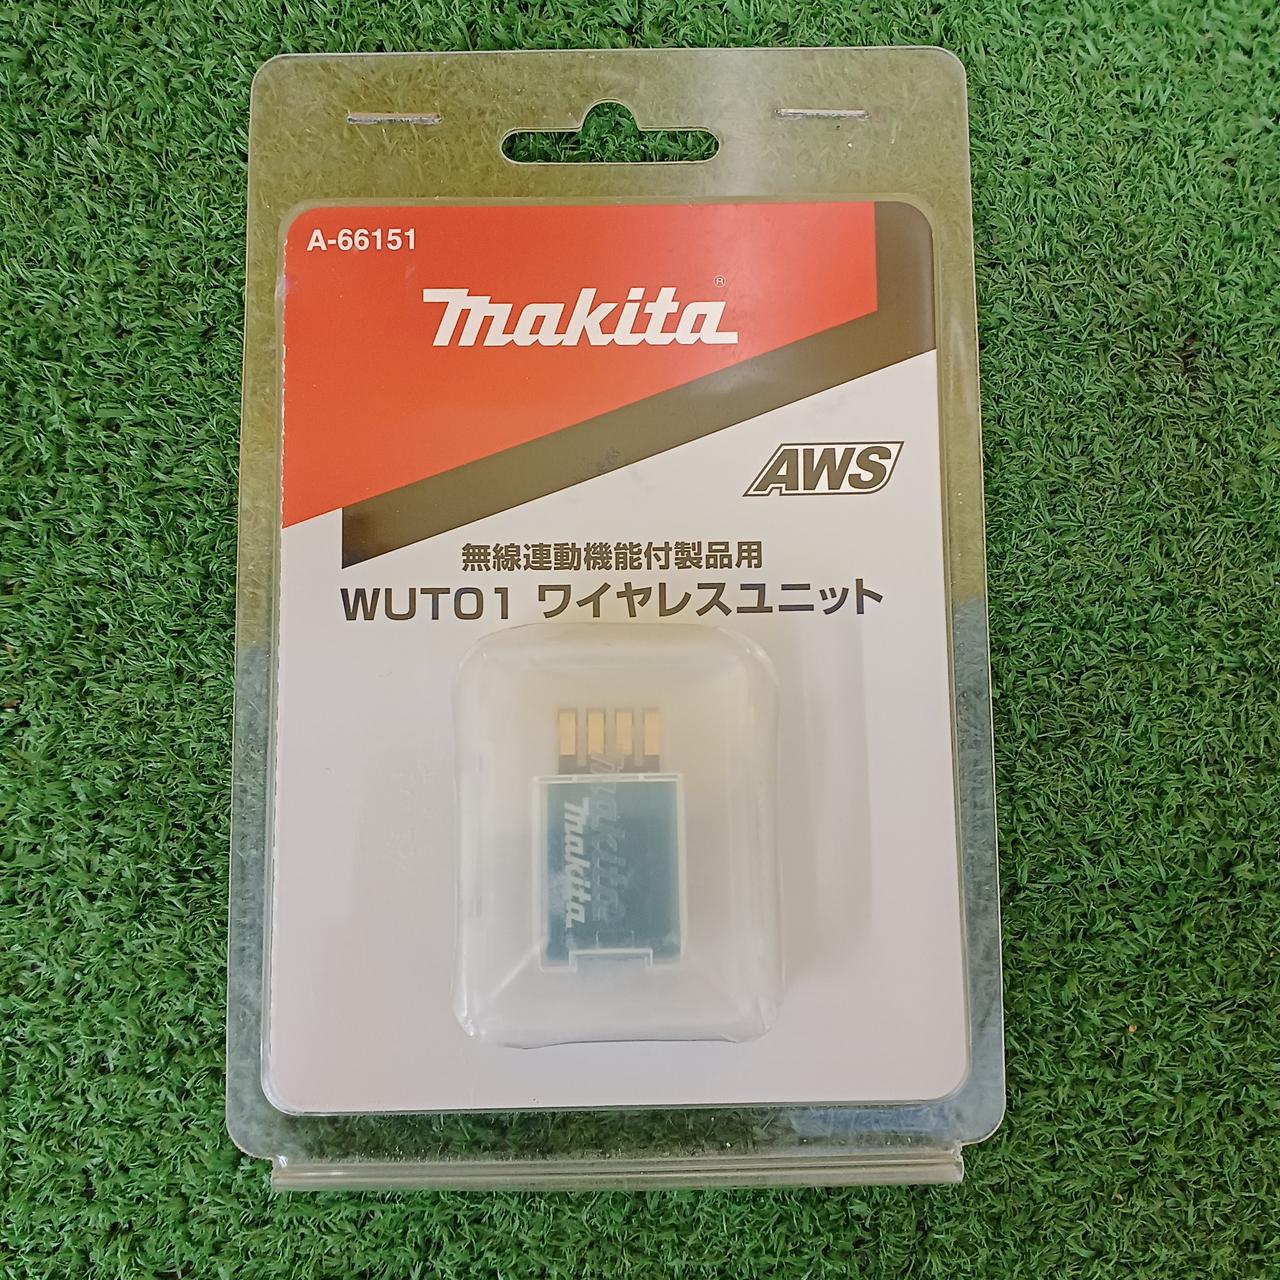 A-66151
makita®
AWS
無線連動機能付製品用
WUT01 ワイヤレスユニット
makita